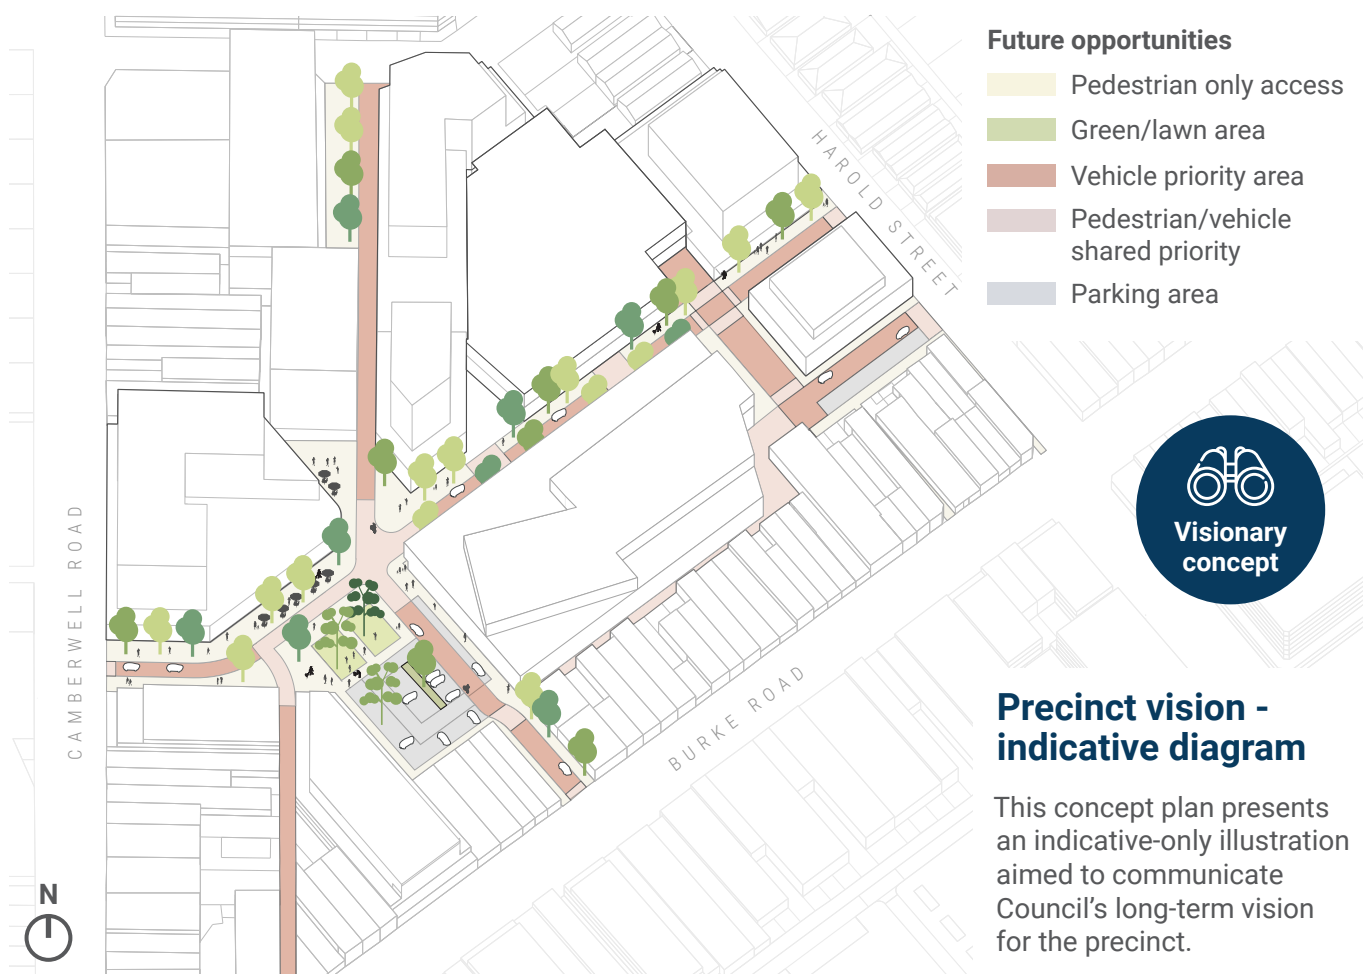 Future opportunities
Pedestrian only access
Green/lawn area
Vehicle priority area
Pedestrian/vehicle
shared priority
Parking area
HAROLD STREET
CAMBERWELL ROAD
BURKE ROAD
Visionary
concept
Precinct vision -
indicative diagram
This concept plan presents
an indicative-only illustration
aimed to communicate
Council's long-term vision
for the precinct.
N